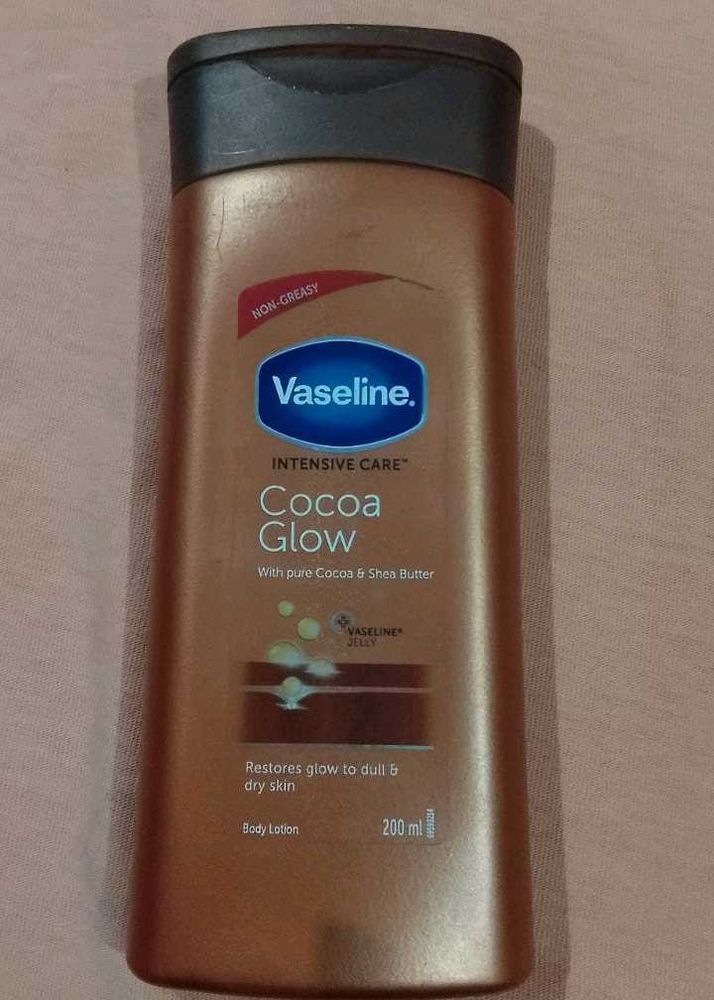 NON-GREASY
Vaseline.
INTENSIVE CARE™
Cocoa
Glow
With pure Cocoa & Shea Butter
VASELINE®
JELLY
Restores glow to dull &
dry skin
Body Lotion 200 ml